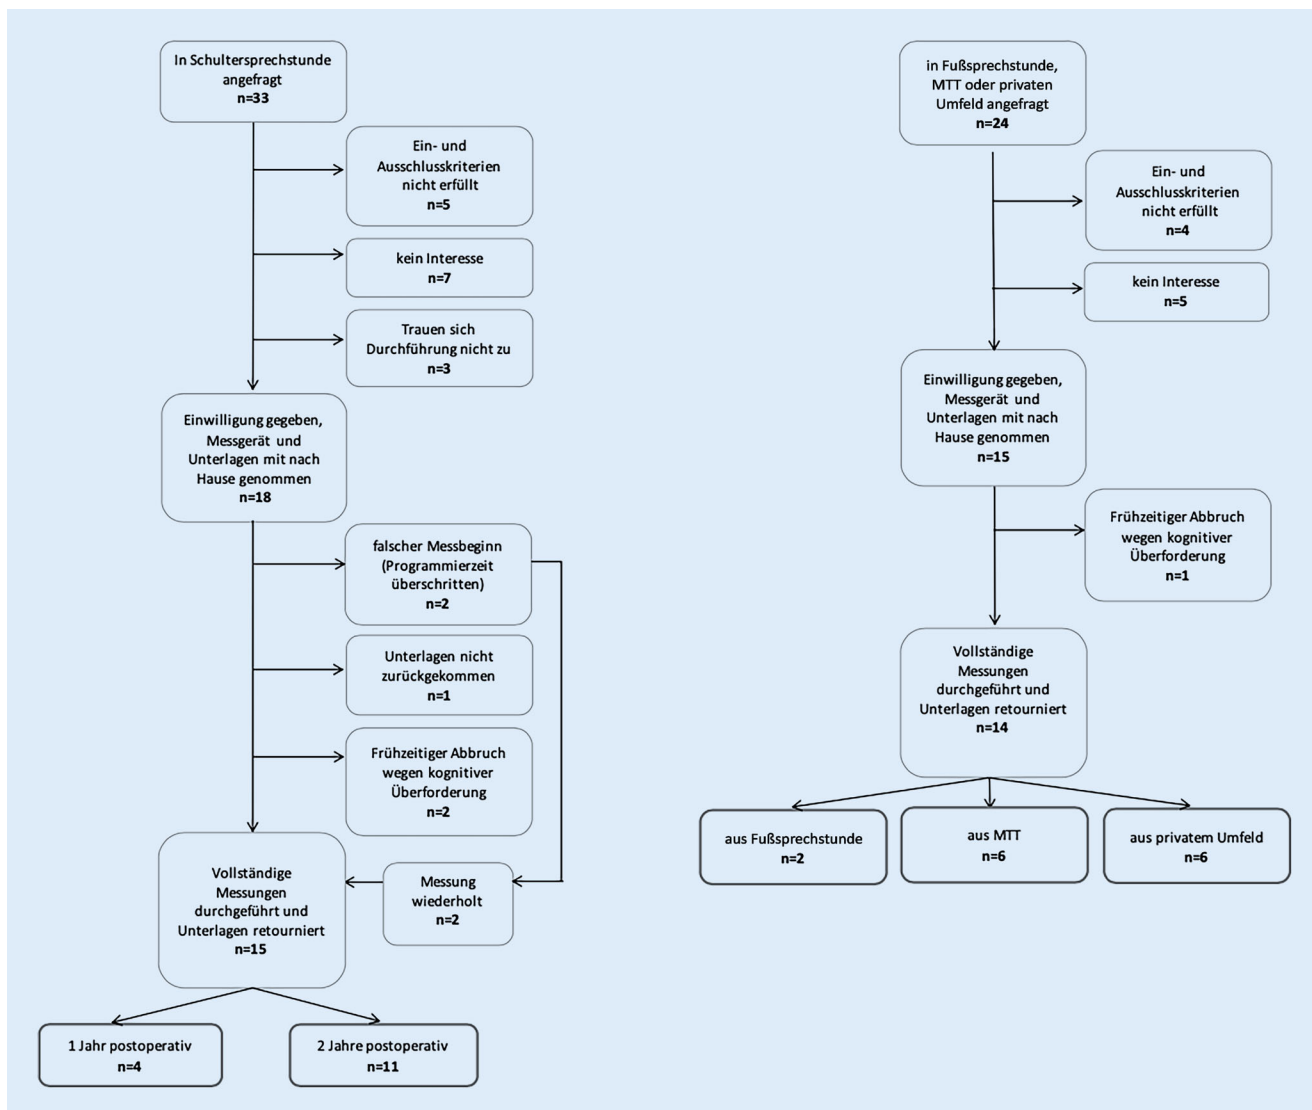 In Schultersprechstunde
angefragt
n=33
Ein- und
Ausschlusskriterien
nicht erfüllt
n=5
kein Interesse
n=7
Trauen sich
Durchführung nicht zu
n=3
Einwilligung gegeben,
Messgerät und
Unterlagen mit nach
Hause genommen
n=18
falscher Messbeginn
(Programmierzeit
überschritten)
n=2
Unterlagen nicht
zurückgekommen
n=1
Frühzeitiger Abbruch
wegen kognitiver
Überforderung
n=2
Messung
wiederholt
n=2
Vollständige
Messungen
durchgeführt und
Unterlagen retourniert
n=15
1 Jahr postoperativ
n=4
2 Jahre postoperativ
n=11
in Fußsprechstunde,
MTT oder privaten
Umfeld angefragt
n=24
Ein- und
Ausschlusskriterien
nicht erfüllt
n=4
kein Interesse
n=5
Einwilligung gegeben,
Messgerät und
Unterlagen mit nach
Hause genommen
n=15
Frühzeitiger Abbruch
wegen kognitiver
Überforderung
n=1
Vollständige
Messungen
durchgeführt und
Unterlagen retourniert
n=14
aus Fußsprechstunde
n=2
aus MTT
n=6
aus privatem Umfeld
n=6